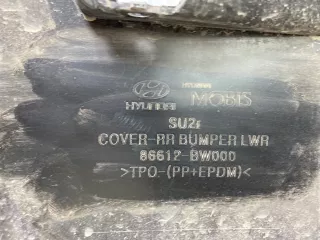 HYUNDAI MOBIS
SU2r
COVER-RR BUMPER LWR
86612-BW000
>TPO-(PP+EPDM)<